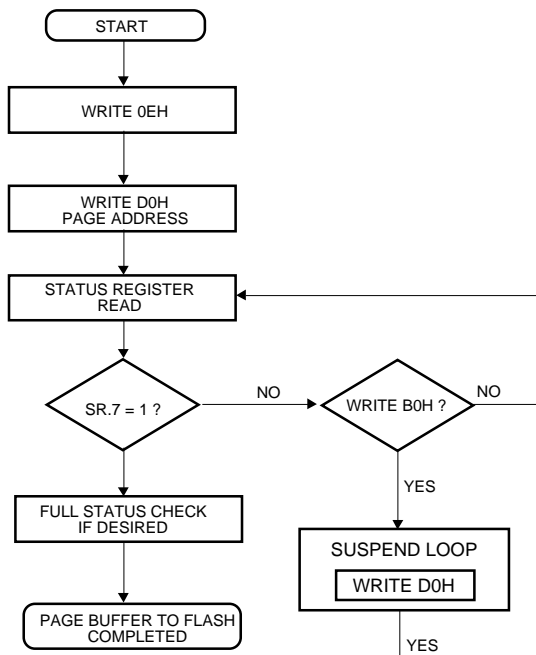 START
WRITE 0EH
WRITE D0H
PAGE ADDRESS
STATUS REGISTER
READ
SR.7 = 1 ?
NO
WRITE B0H ?
NO
YES
FULL STATUS CHECK
IF DESIRED
SUSPEND LOOP
WRITE D0H
PAGE BUFFER TO FLASH
COMPLETED
YES